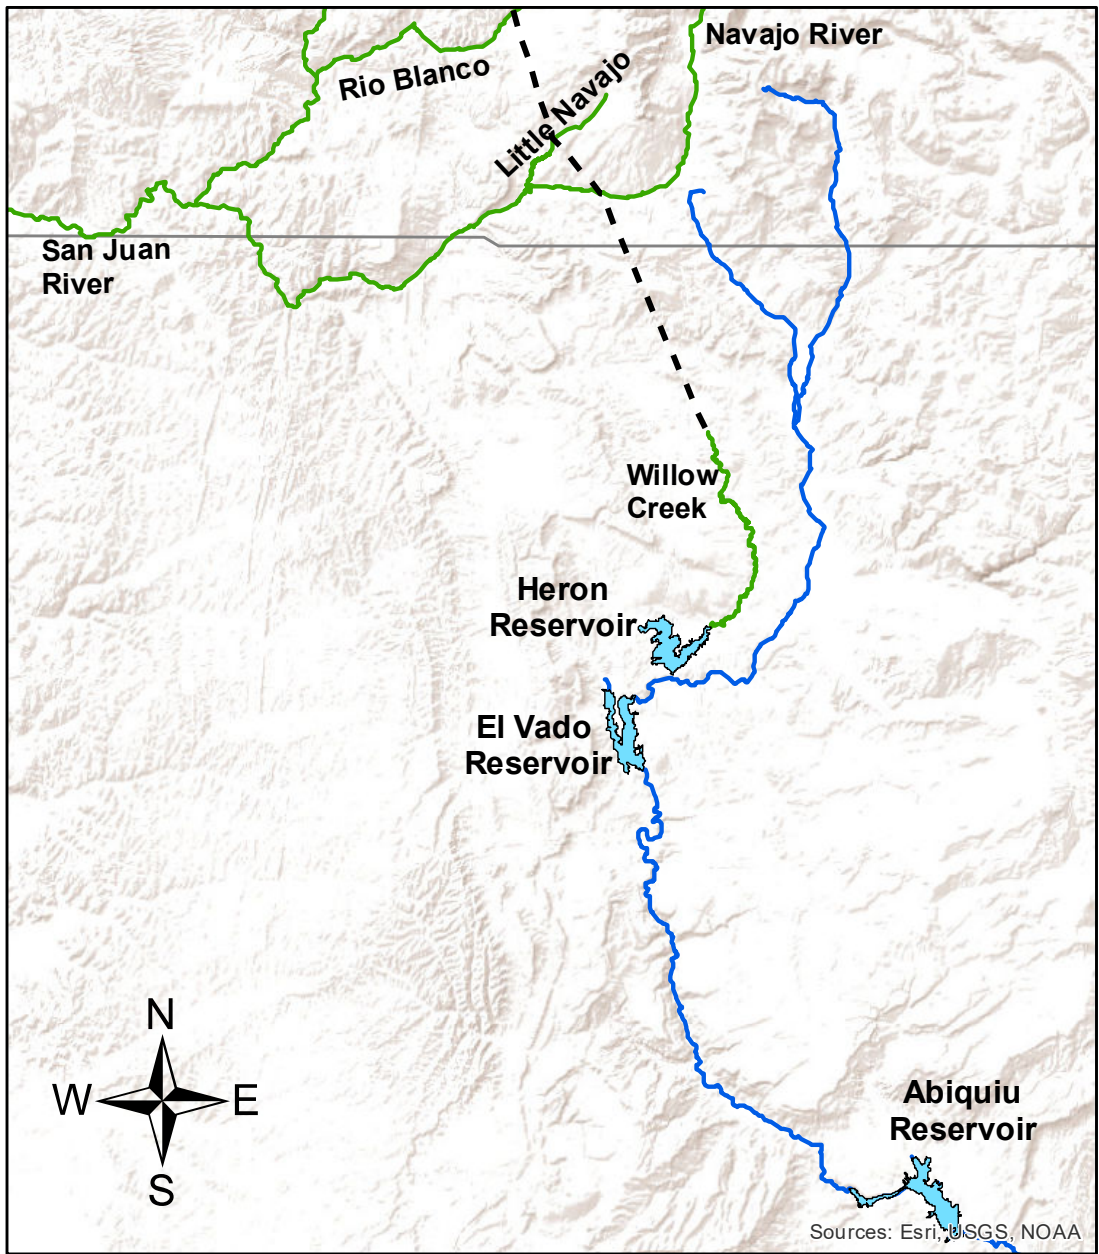 Navajo River
Rio Blanco
Little Navajo
San Juan
River
Willow
Creek
Heron
Reservoir
El Vado
Reservoir
N
W
E
S
Abiquiu
Reservoir
Sources: Esri, USGS, NOAA